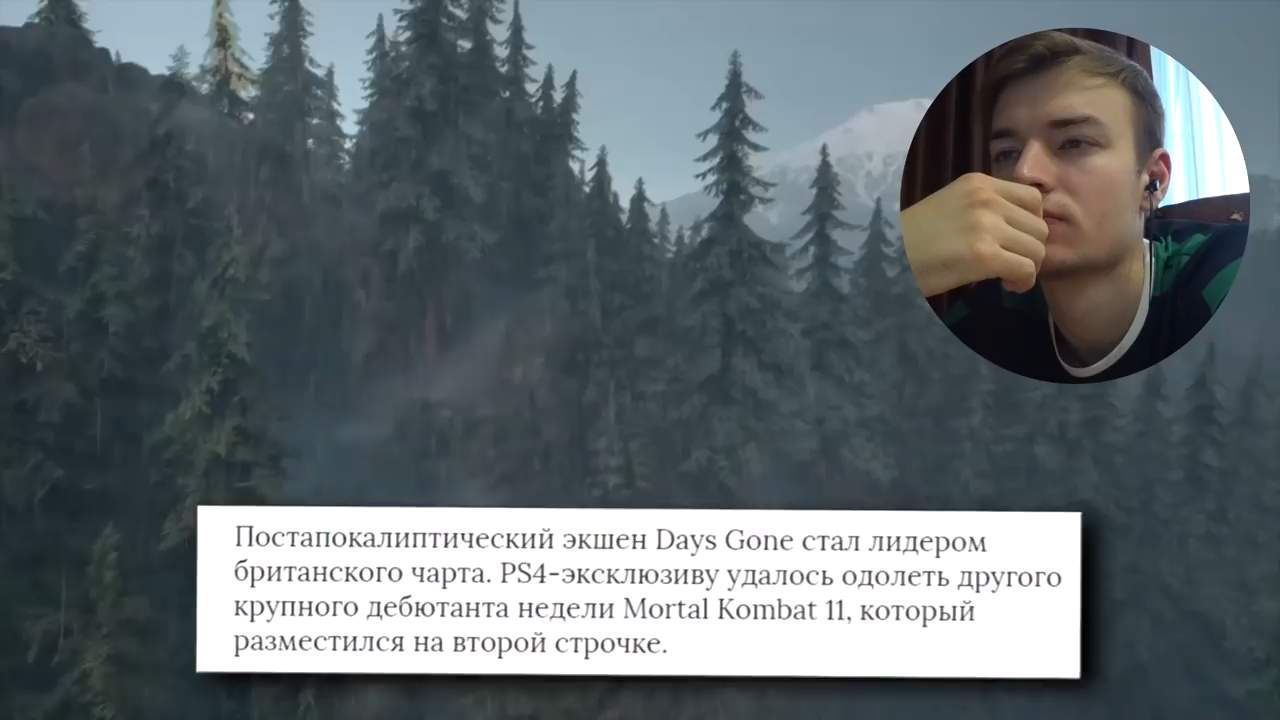 Постапокалиптический экшен Days Gone стал лидером
британского чарта. PS4-эксклюзиву удалось одолеть другого
крупного дебютанта недели Mortal Kombat 11, который
разместился на второй строчке.